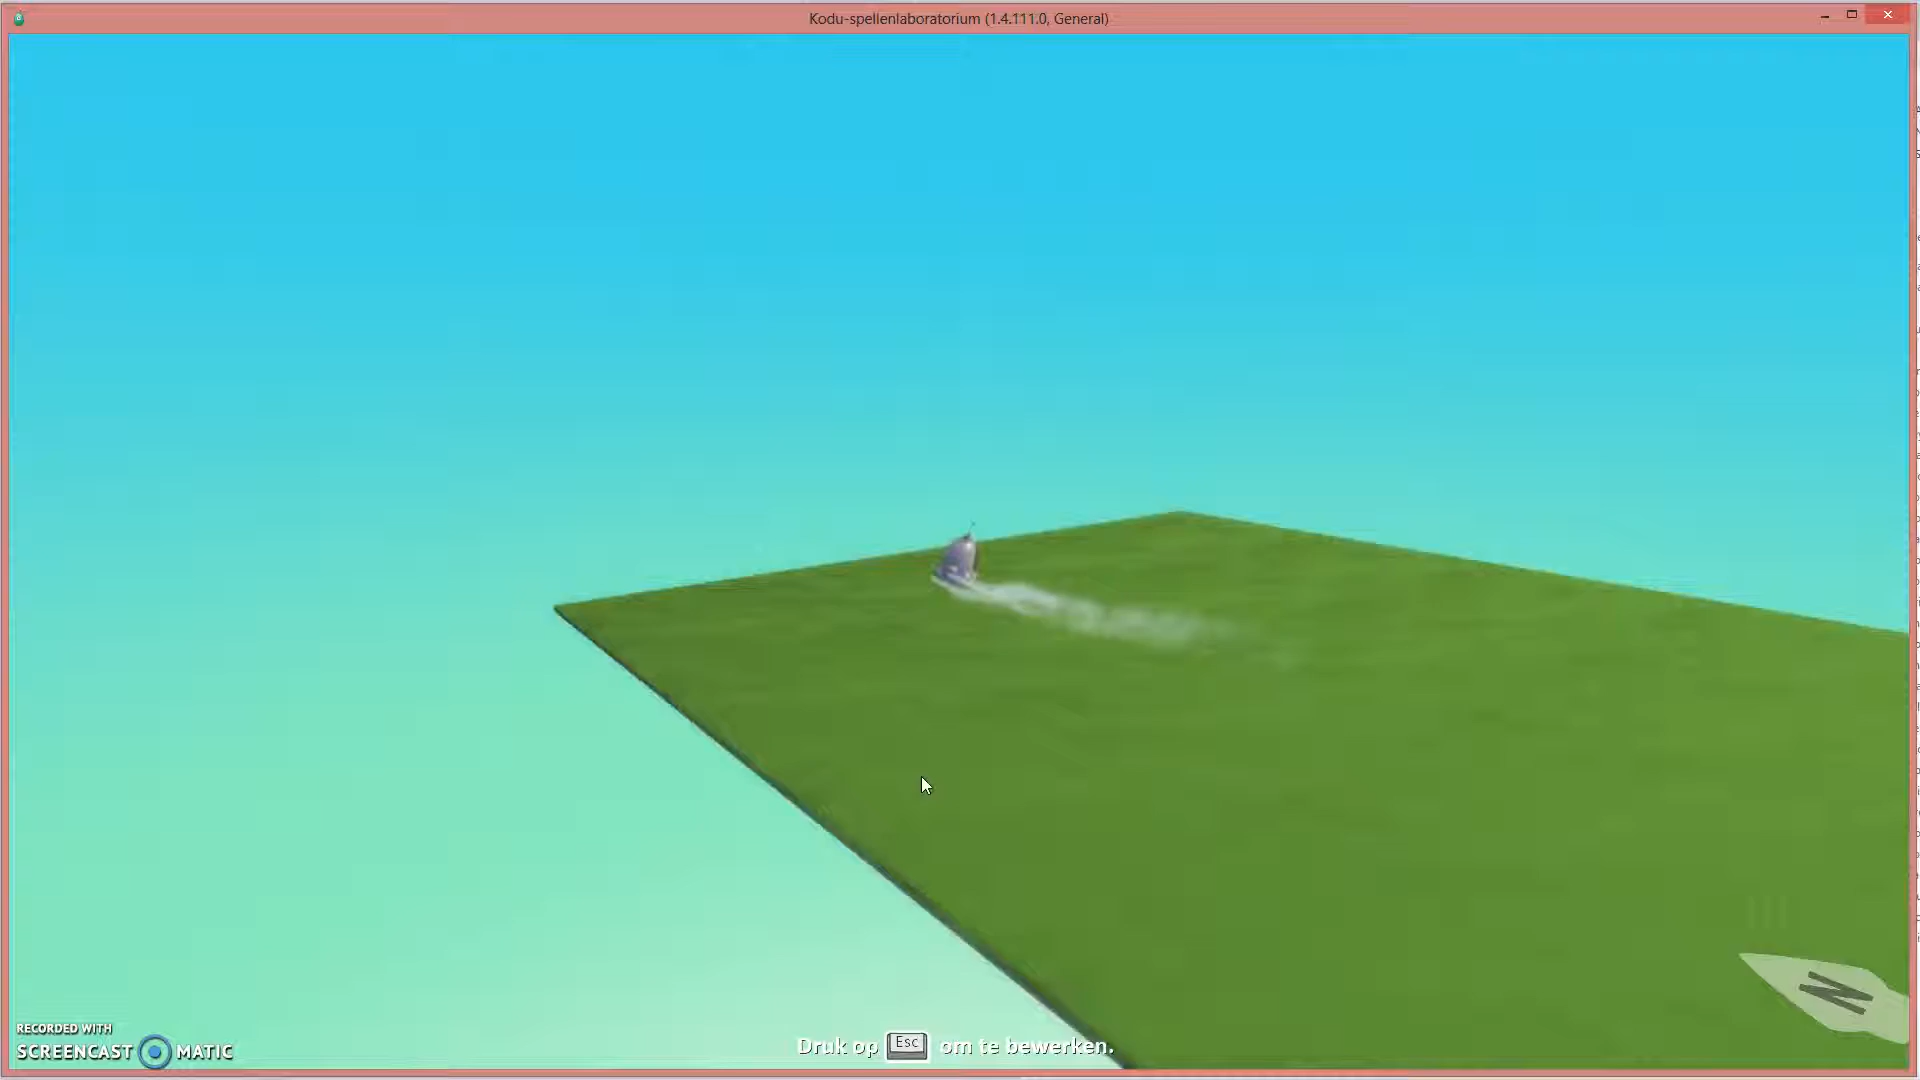 Kodu-spellenlaboratorium (1.4.111.0, General)
N
RECORDED WITH
SCREENCAST MATIC
Druk op Esc om te bewerken.